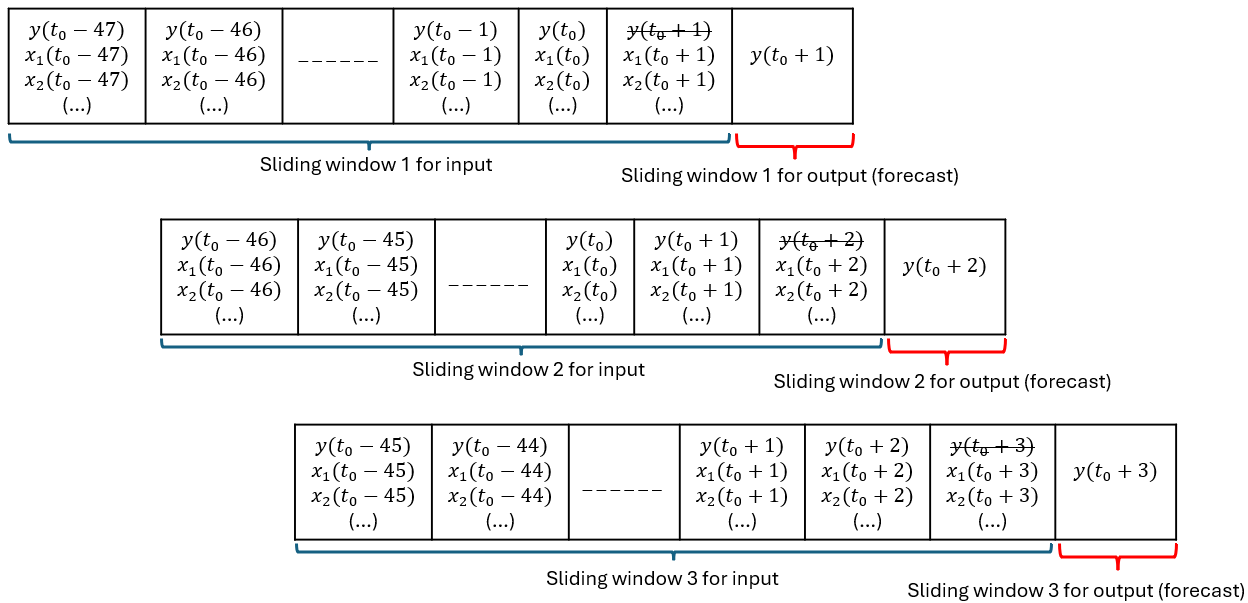 y(t₀ − 47) y(t₀ − 46) y(t₀ − 1) y(t₀) y(t₀ + 1)
x₁(t₀ − 47) x₁(t₀ − 46) ------ x₁(t₀ − 1) x₁(t₀) x₁(t₀ + 1) y(t₀ + 1)
x₂(t₀ − 47) x₂(t₀ − 46) x₂(t₀ − 1) x₂(t₀) x₂(t₀ + 1)
(...) (...) (...) (...) (...)
Sliding window 1 for input
Sliding window 1 for output (forecast)
y(t₀ − 46) y(t₀ − 45) y(t₀) y(t₀ + 1) y(t₀ + 2)
x₁(t₀ − 46) x₁(t₀ − 45) x₁(t₀) x₁(t₀ + 1) x₁(t₀ + 2) y(t₀ + 2)
x₂(t₀ − 46) x₂(t₀ − 45) ------ x₂(t₀) x₂(t₀ + 1) x₂(t₀ + 2)
(...) (...) (...) (...) (...)
Sliding window 2 for input
Sliding window 2 for output (forecast)
y(t₀ − 45) y(t₀ − 44) y(t₀ + 1) y(t₀ + 2) y(t₀ + 3)
x₁(t₀ − 45) x₁(t₀ − 44) x₁(t₀ + 1) x₁(t₀ + 2) x₁(t₀ + 3) y(t₀ + 3)
x₂(t₀ − 45) x₂(t₀ − 44) ------ x₂(t₀ + 1) x₂(t₀ + 2) x₂(t₀ + 3)
(...) (...) (...) (...) (...)
Sliding window 3 for input
Sliding window 3 for output (forecast)